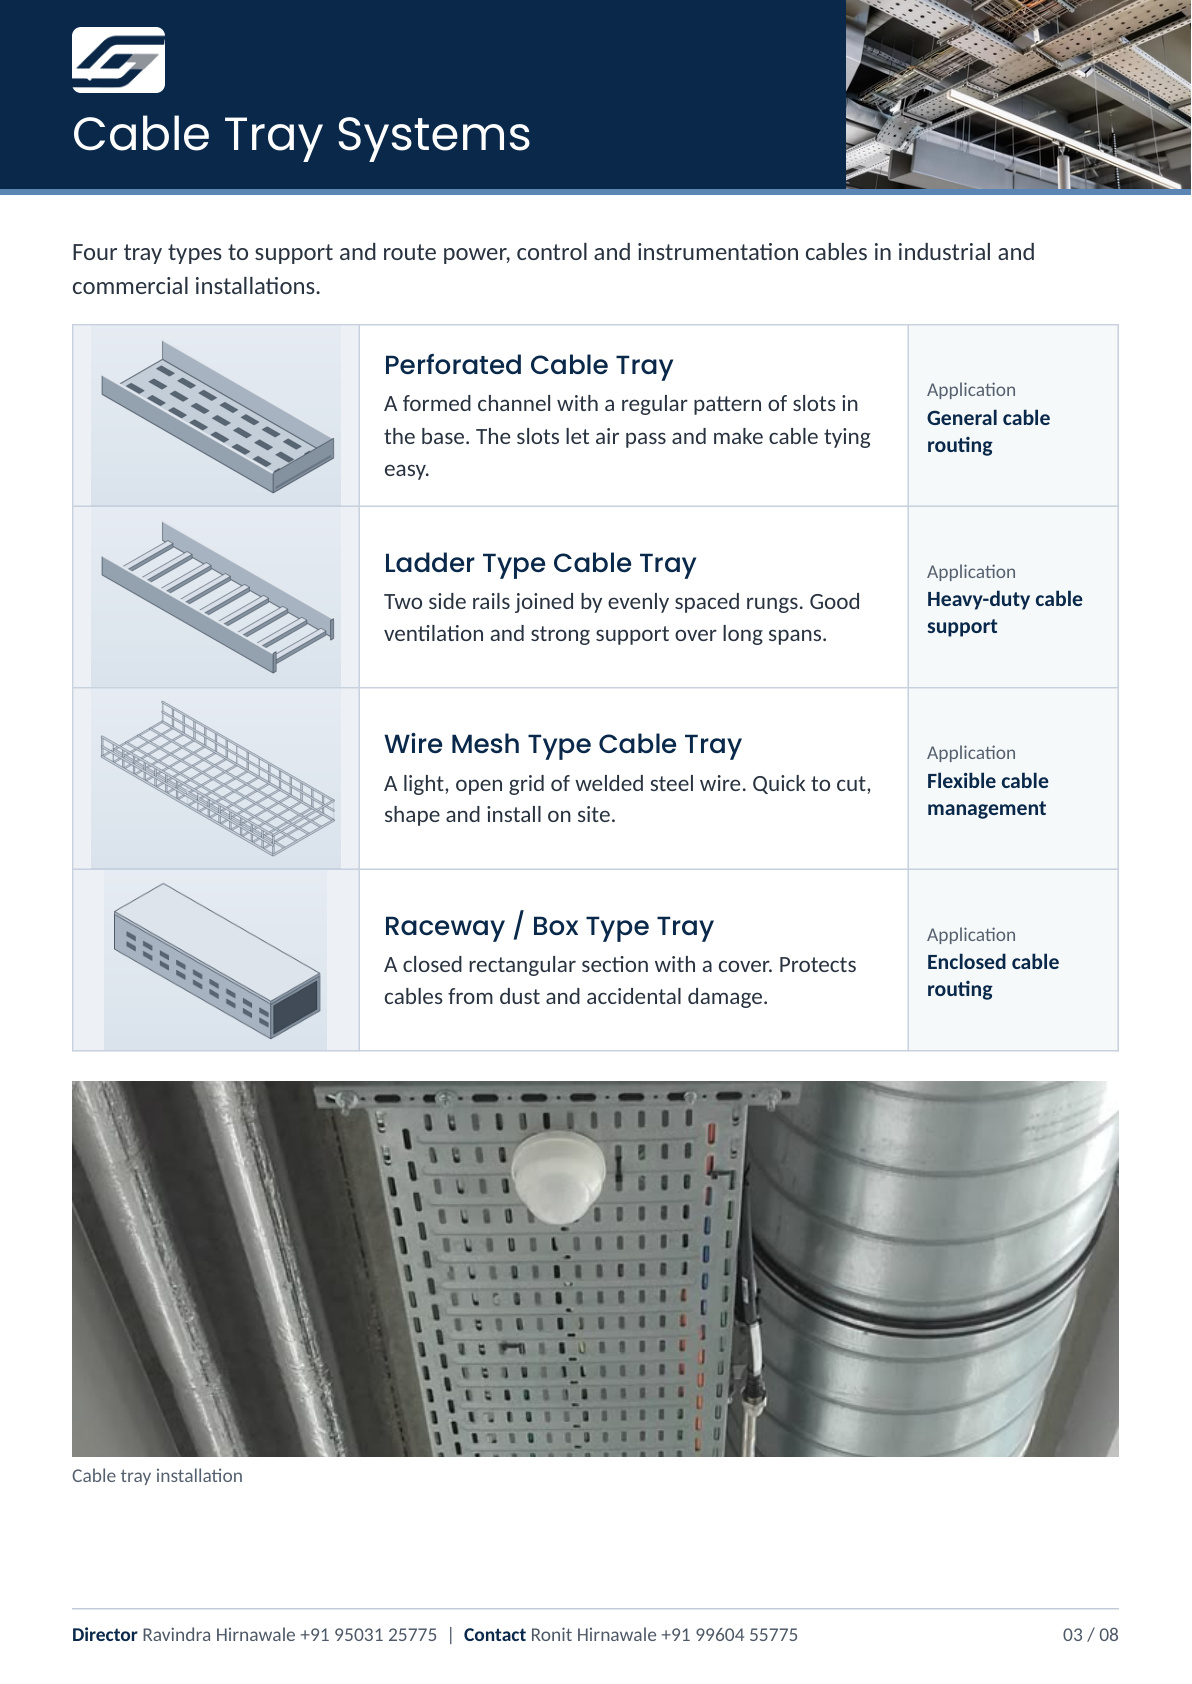 Cable Tray Systems
Four tray types to support and route power, control and instrumentation cables in industrial and
commercial installations.
Perforated Cable Tray
A formed channel with a regular pattern of slots in
the base. The slots let air pass and make cable tying
easy.
Application
General cable
routing
Ladder Type Cable Tray
Two side rails joined by evenly spaced rungs. Good
ventilation and strong support over long spans.
Application
Heavy-duty cable
support
Wire Mesh Type Cable Tray
A light, open grid of welded steel wire. Quick to cut,
shape and install on site.
Application
Flexible cable
management
Raceway / Box Type Tray
A closed rectangular section with a cover. Protects
cables from dust and accidental damage.
Application
Enclosed cable
routing
Cable tray installation
Director Ravindra Hirnawale +91 95031 25775 | Contact Ronit Hirnawale +91 99604 55775
03 / 08